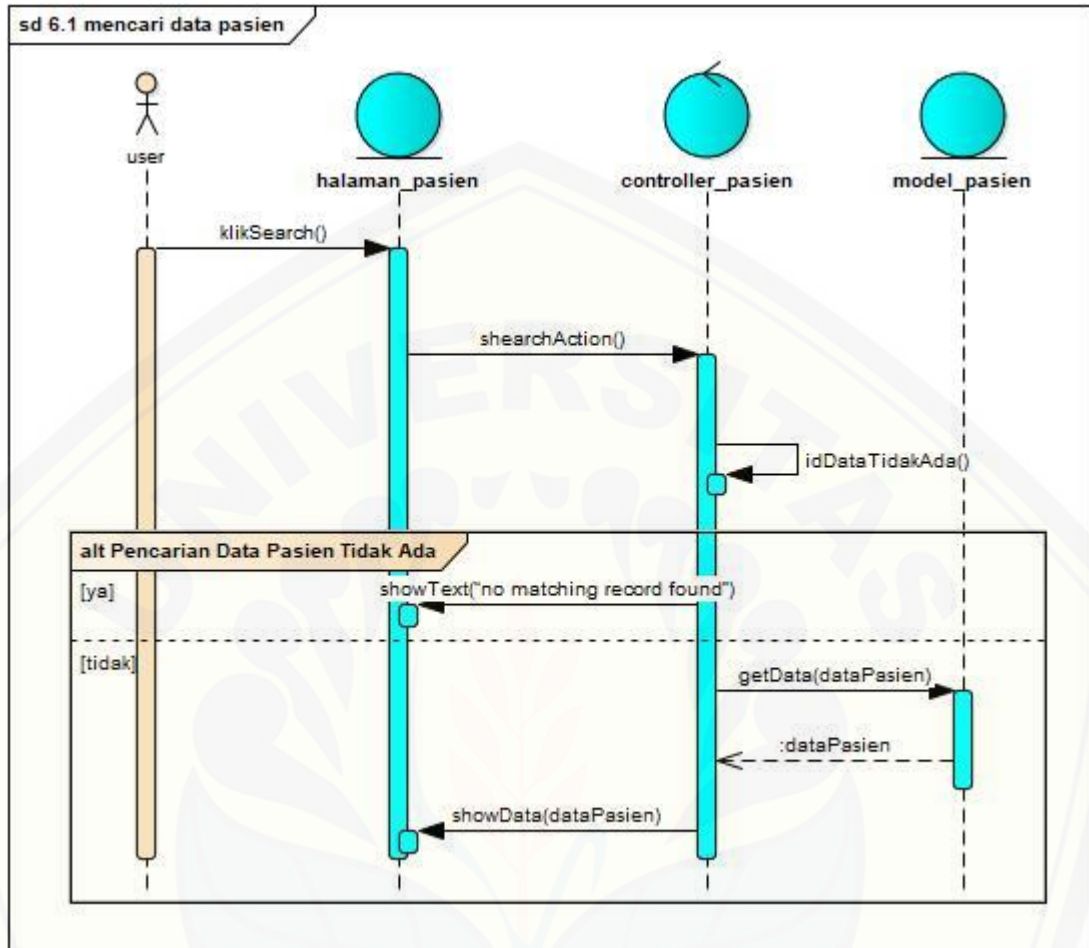 sd 6.1 mencari data pasien
user
halaman_pasien
controller_pasien
model_pasien
klikSearch()
shearchAction()
idDataTidakAda()
alt Pencarian Data Pasien Tidak Ada
[ya]
showText("no matching record found")
[tidak]
getData(dataPasien)
:dataPasien
showData(dataPasien)
UNIVERSITAS